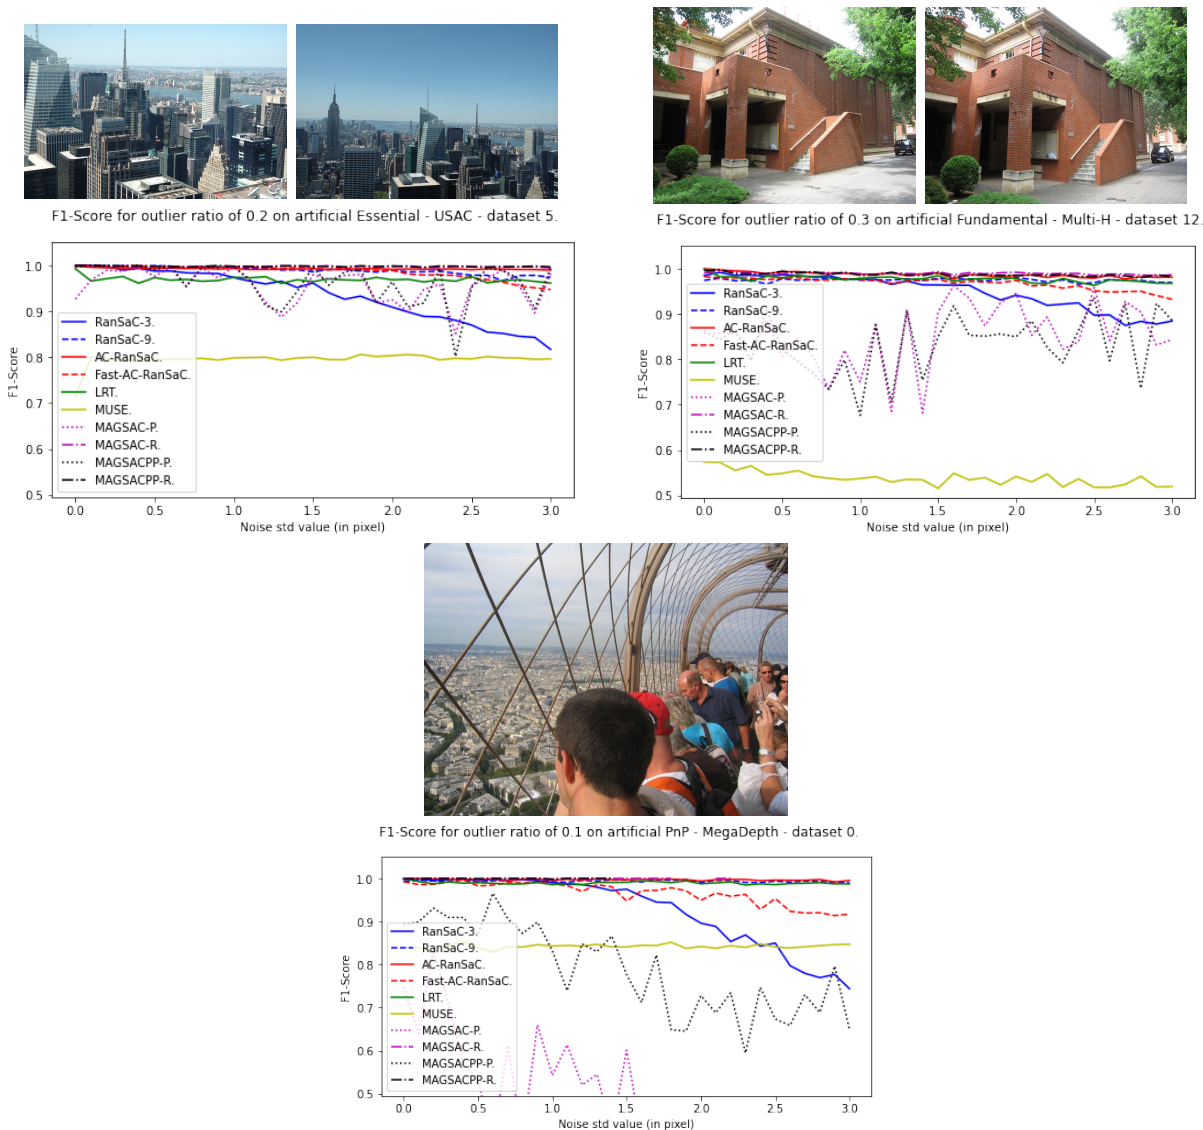 F1-Score for outlier ratio of 0.2 on artificial Essential - USAC - dataset 5.
F1-Score
1.0
0.9
0.8
0.7
0.6
0.5
RanSaC-3.
RanSaC-9.
AC-RanSaC.
Fast-AC-RanSaC.
LRT.
MUSE.
MAGSAC-P.
MAGSAC-R.
MAGSACPP-P.
MAGSACPP-R.
0.0 0.5 1.0 1.5 2.0 2.5 3.0
Noise std value (in pixel)
F1-Score for outlier ratio of 0.3 on artificial Fundamental - Multi-H - dataset 12.
F1-Score
1.0
0.9
0.8
0.7
0.6
0.5
RanSaC-3.
RanSaC-9.
AC-RanSaC.
Fast-AC-RanSaC.
LRT.
MUSE.
MAGSAC-P.
MAGSAC-R.
MAGSACPP-P.
MAGSACPP-R.
0.0 0.5 1.0 1.5 2.0 2.5 3.0
Noise std value (in pixel)
F1-Score for outlier ratio of 0.1 on artificial PnP - MegaDepth - dataset 0.
F1-Score
1.0
0.9
0.8
0.7
0.6
0.5
RanSaC-3.
RanSaC-9.
AC-RanSaC.
Fast-AC-RanSaC.
LRT.
MUSE.
MAGSAC-P.
MAGSAC-R.
MAGSACPP-P.
MAGSACPP-R.
0.0 0.5 1.0 1.5 2.0 2.5 3.0
Noise std value (in pixel)